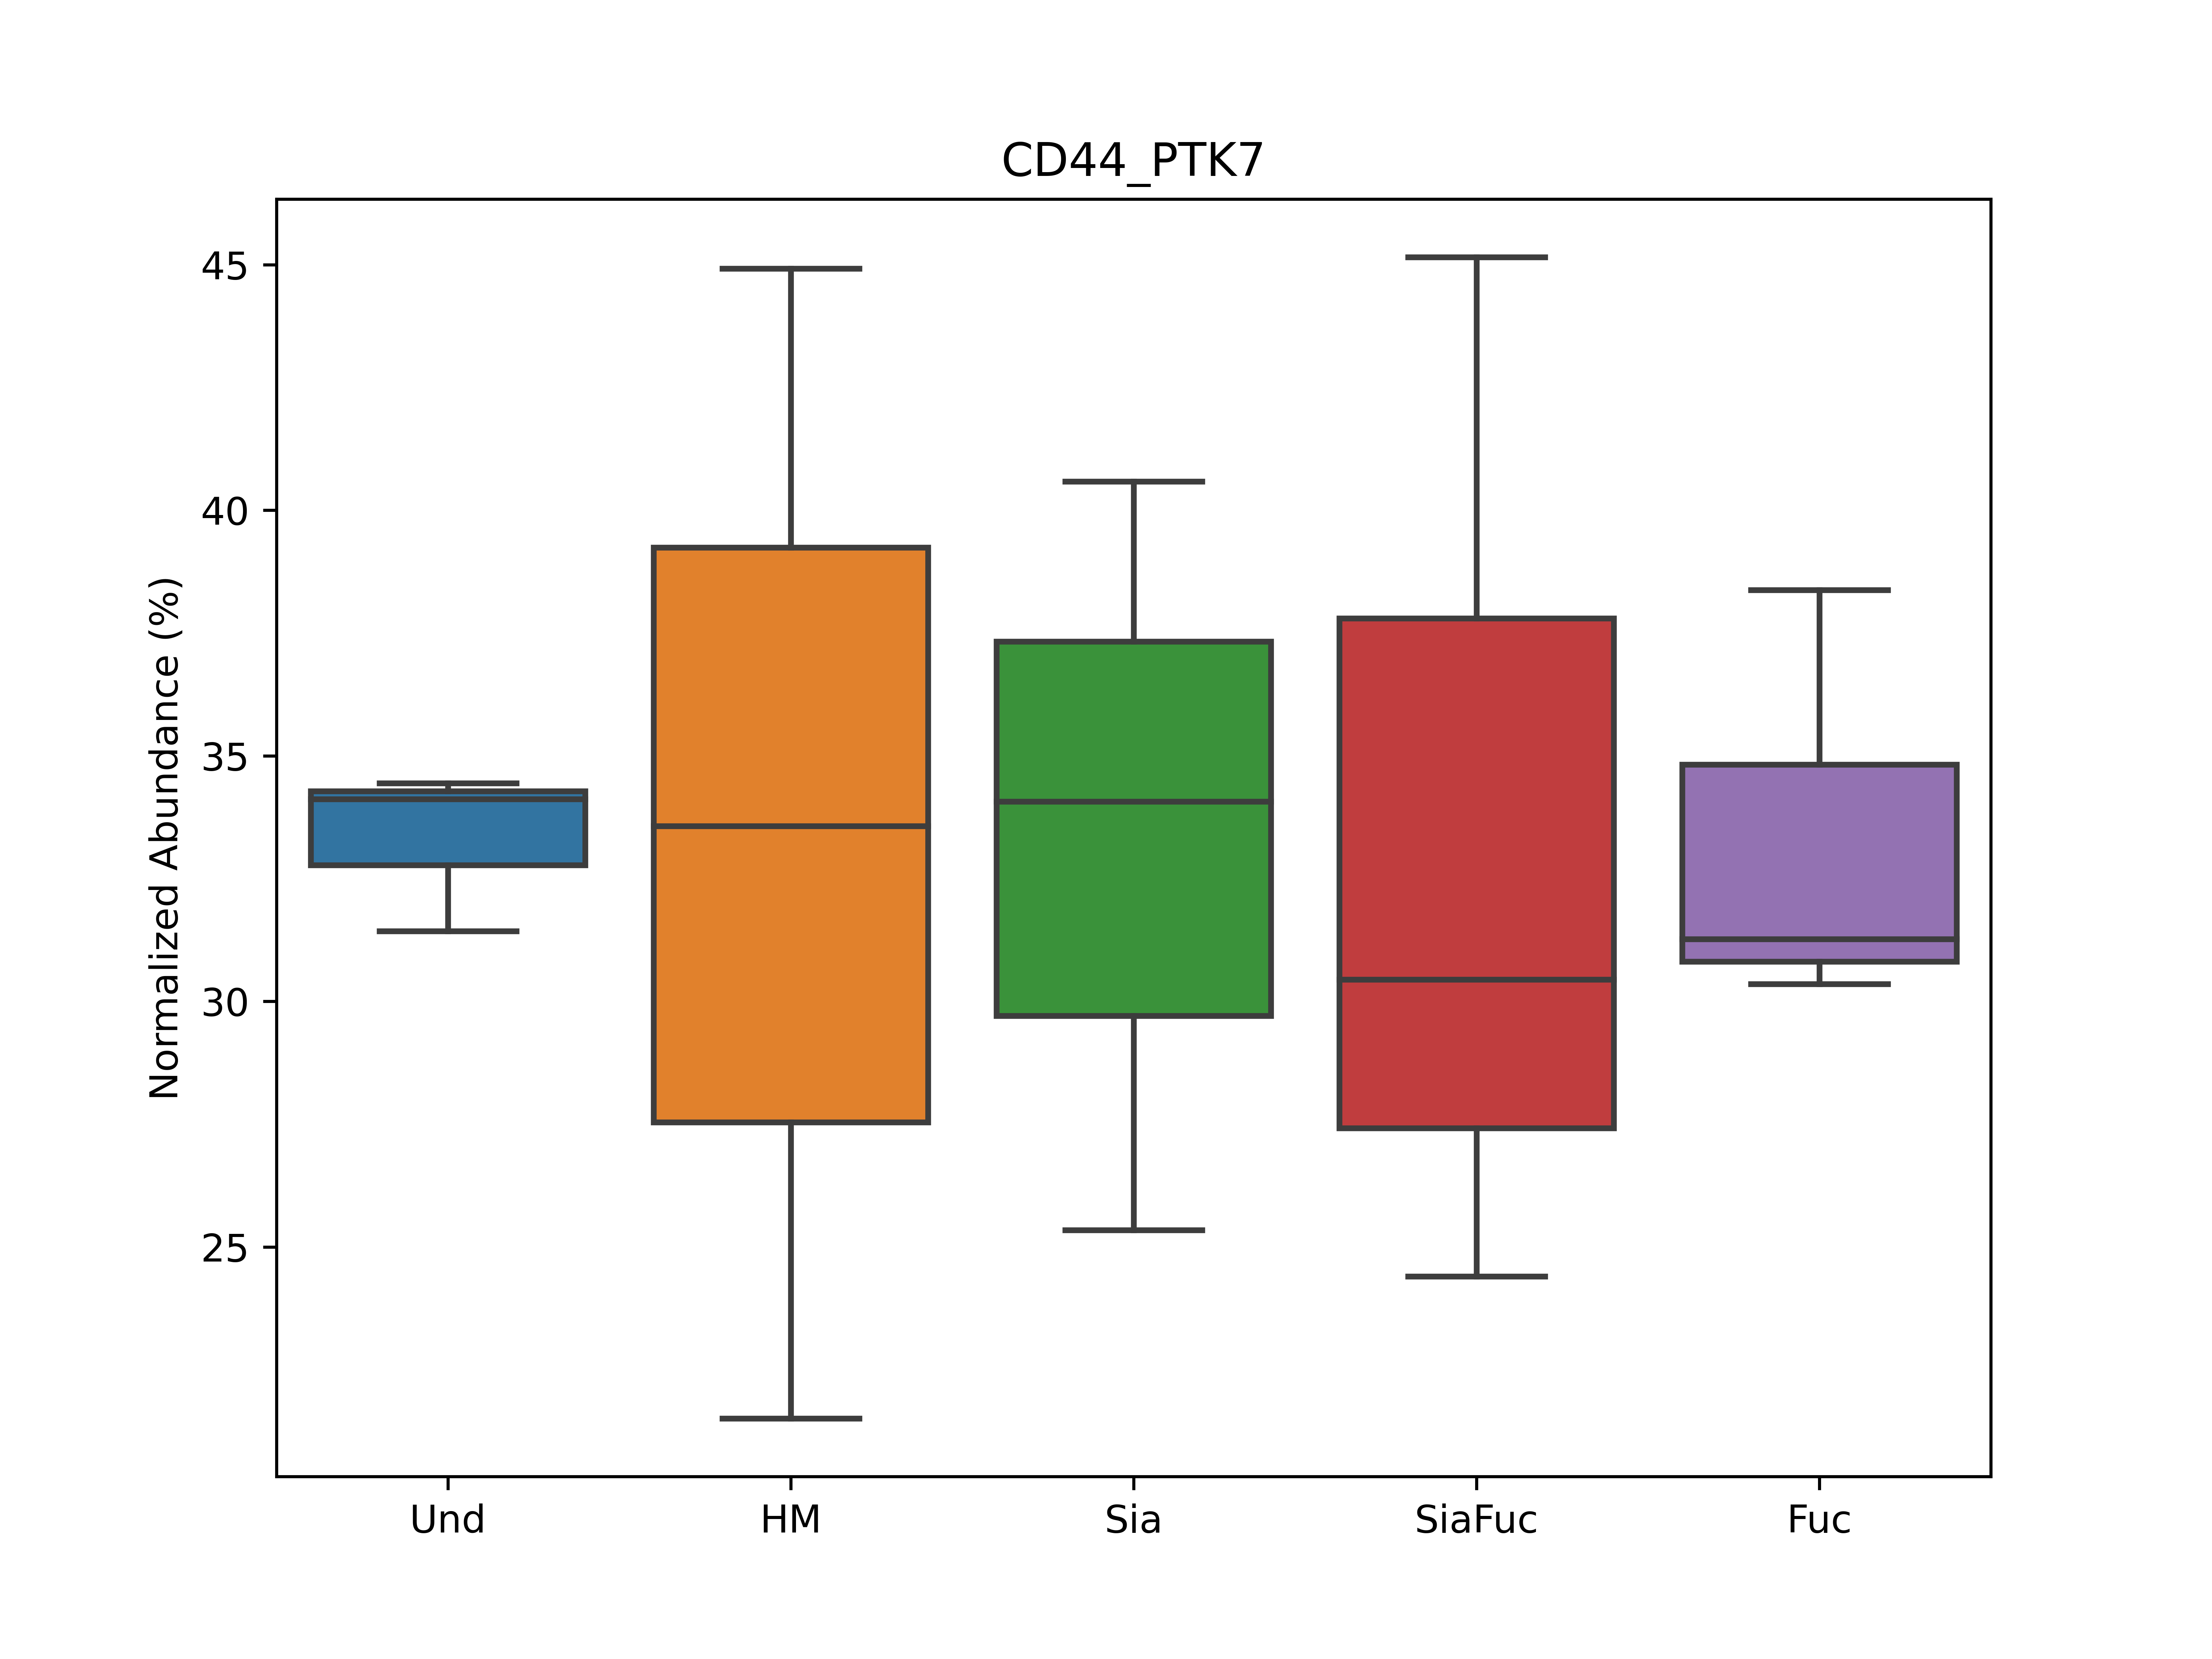 CD44_PTK7
Normalized Abundance (%)
45
40
35
30
25
Und
HM
Sia
SiaFuc
Fuc